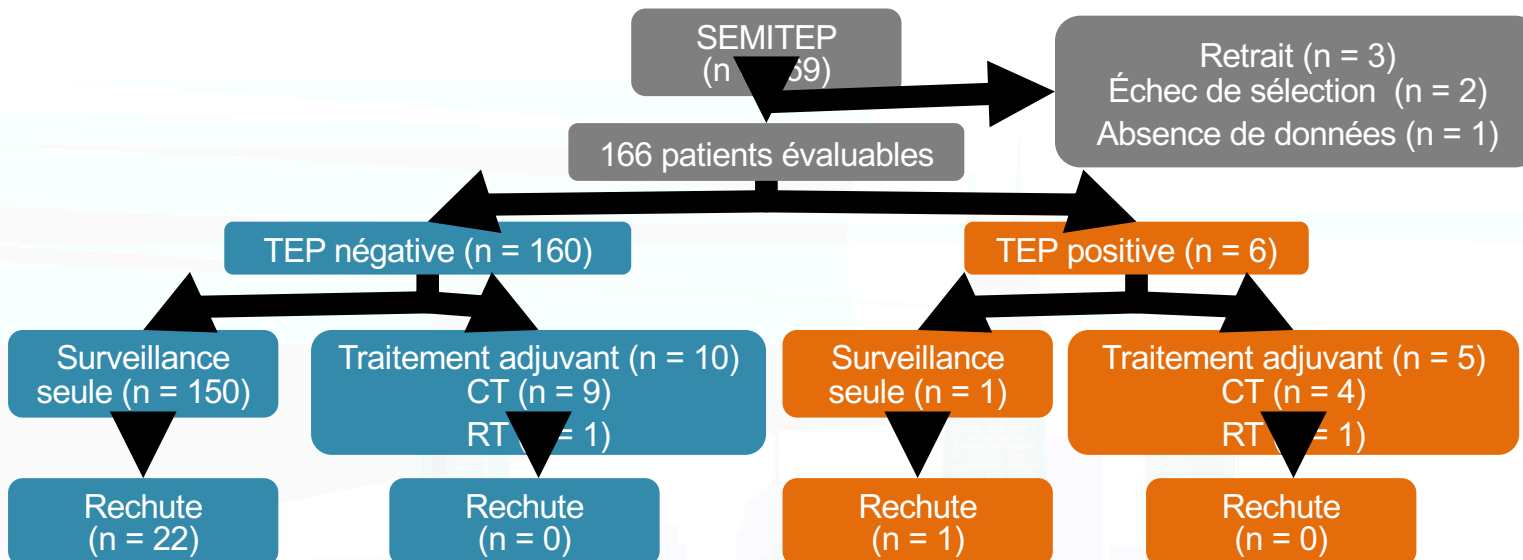 SEMITEP
(n 69)
Retrait (n = 3)
Échec de sélection (n = 2)
Absence de données (n = 1)
166 patients évaluables
TEP négative (n = 160)
TEP positive (n = 6)
Surveillance
seule (n = 150)
Traitement adjuvant (n = 10)
CT (n = 9)
RT ( = 1)
Surveillance
seule (n = 1)
Traitement adjuvant (n = 5)
CT (n = 4)
RT ( = 1)
Rechute
(n = 22)
Rechute
(n = 0)
Rechute
(n = 1)
Rechute
(n = 0)